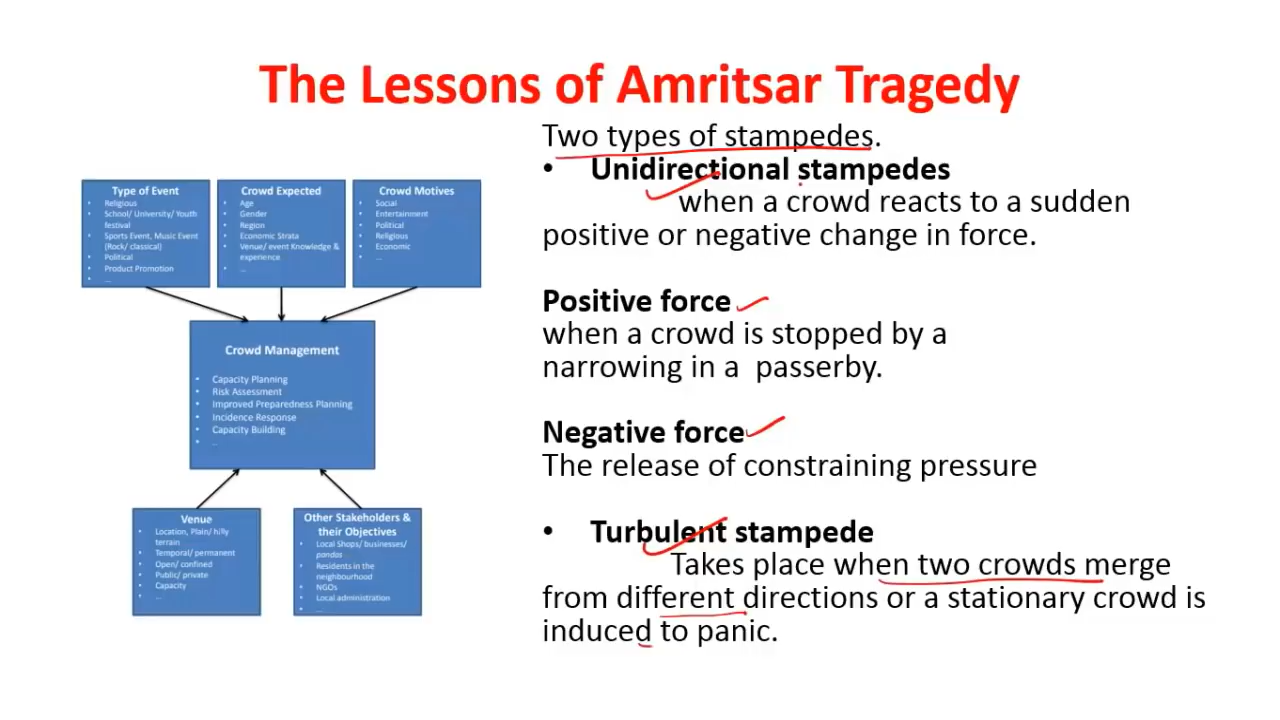 The Lessons of Amritsar Tragedy
Type of Event
• Religious
• School/ University/ Youth
festival
• Sports Event, Music Event
(Rock/ classical)
• Political
• Product Promotion
• ...
Crowd Expected
• Age
• Gender
• Region
• Economic Strata
• Venue/ event Knowledge &
experience
• ...
Crowd Motives
• Social
• Entertainment
• Political
• Religious
• Economic
• ...
Crowd Management
• Capacity Planning
• Risk Assessment
• Improved Preparedness Planning
• Incidence Response
• Capacity Building
• ...
Venue
• Location, Plain/ hilly
terrain
• Temporal/ permanent
• Open/ confined
• Public/ private
• Capacity
• ...
Other Stakeholders &
their Objectives
• Local Shops/ businesses/
pandas
• Residents in the
neighbourhood
• NGOs
• Local administration
• ...
Two types of stampedes.
• Unidirectional stampedes
when a crowd reacts to a sudden
positive or negative change in force.
Positive force
when a crowd is stopped by a
narrowing in a passerby.
Negative force
The release of constraining pressure
• Turbulent stampede
Takes place when two crowds merge
from different directions or a stationary crowd is
induced to panic.